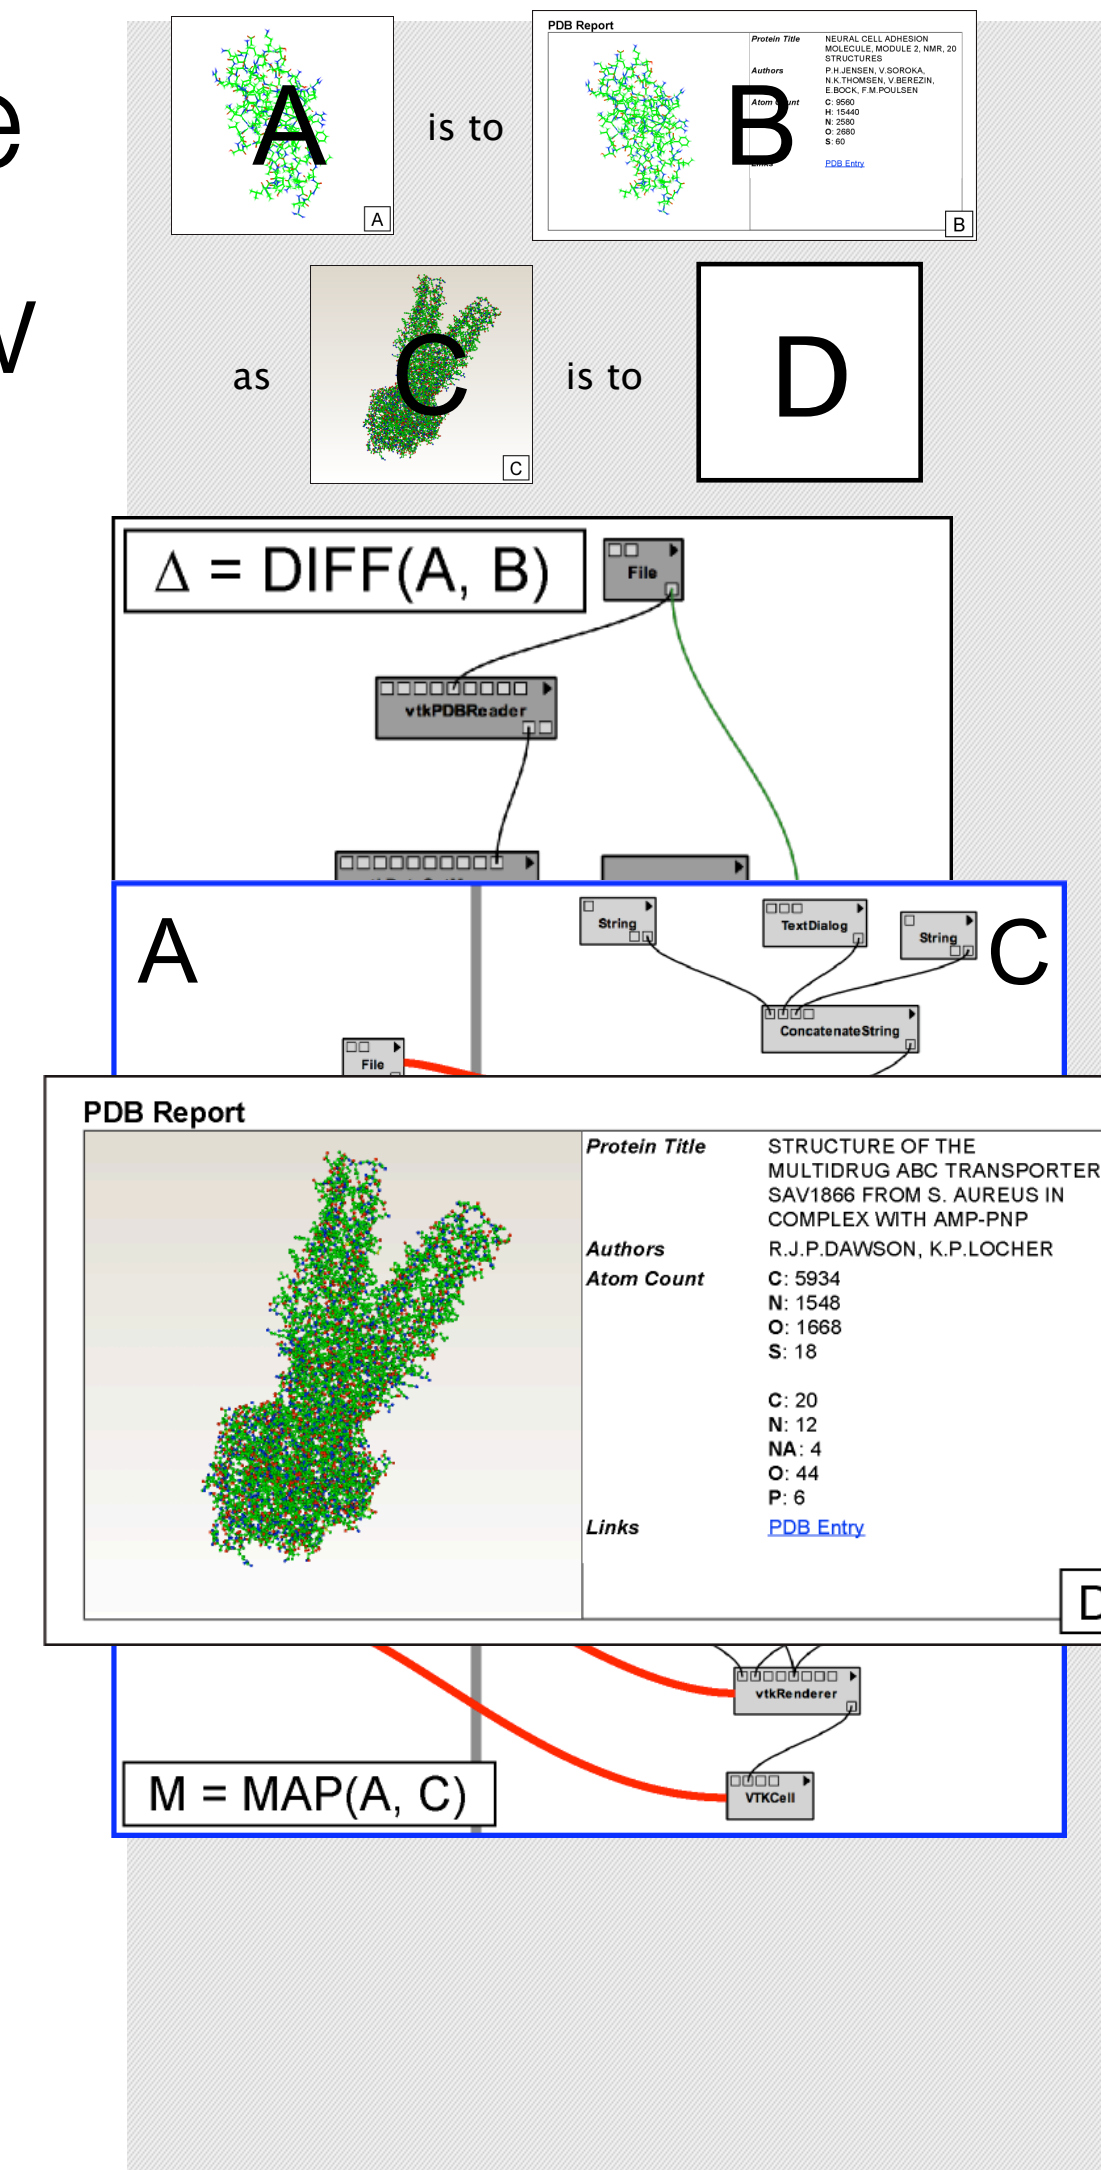 e
w
A
A
is to
PDB Report
Protein Title
NEURAL CELL ADHESION
MOLECULE, MODULE 2, NMR, 20
STRUCTURES
Authors
P.H.JENSEN, V.SOROKA,
N.K.THOMSEN, V.BEREZIN,
E.BOCK, F.M.POULSEN
Atom Count
C: 9560
H: 15440
N: 2580
O: 2680
S: 60
Links
PDB Entry
B
B
as
C
C
is to
D
Δ = DIFF(A, B)
File
vtkPDBReader
A
C
String
TextDialog
String
ConcatenateString
File
PDB Report
Protein Title
STRUCTURE OF THE
MULTIDRUG ABC TRANSPORTER
SAV1866 FROM S. AUREUS IN
COMPLEX WITH AMP-PNP
Authors
R.J.P.DAWSON, K.P.LOCHER
Atom Count
C: 5934
N: 1548
O: 1668
S: 18
C: 20
N: 12
NA: 4
O: 44
P: 6
Links
PDB Entry
D
vtkRenderer
VTKCell
M = MAP(A, C)